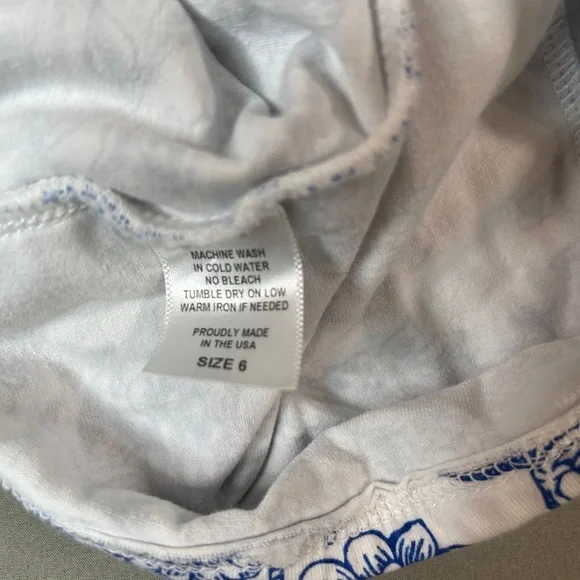 MACHINE WASH
IN COLD WATER
NO BLEACH
TUMBLE DRY ON LOW
WARM IRON IF NEEDED
PROUDLY MADE
IN THE USA
SIZE 6